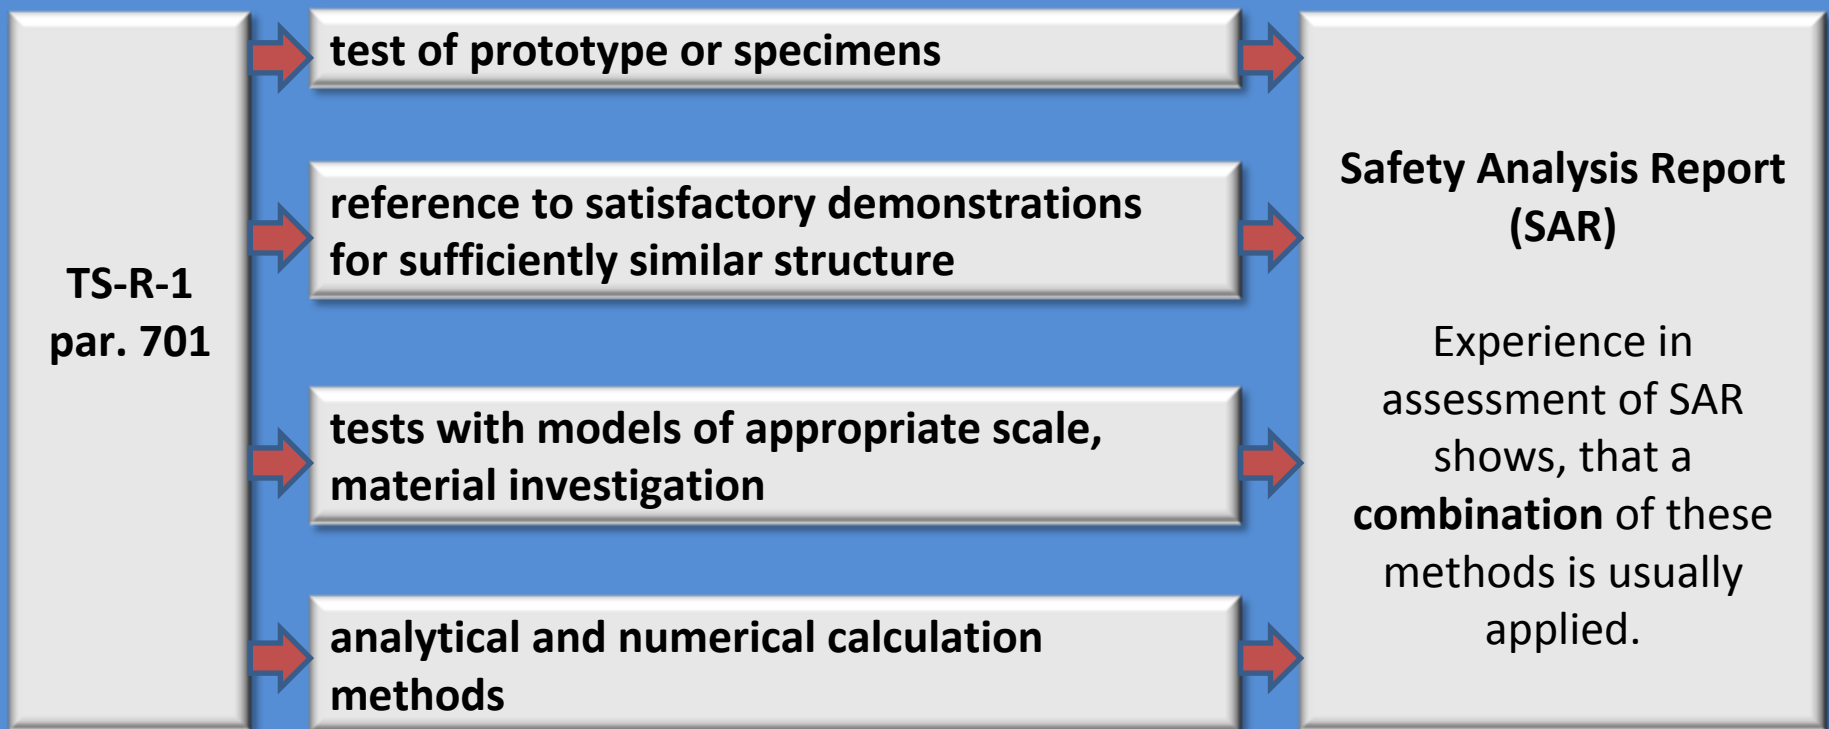 TS-R-1
par. 701
test of prototype or specimens
reference to satisfactory demonstrations
for sufficiently similar structure
tests with models of appropriate scale,
material investigation
analytical and numerical calculation
methods
Safety Analysis Report
(SAR)
Experience in
assessment of SAR
shows, that a
combination of these
methods is usually
applied.